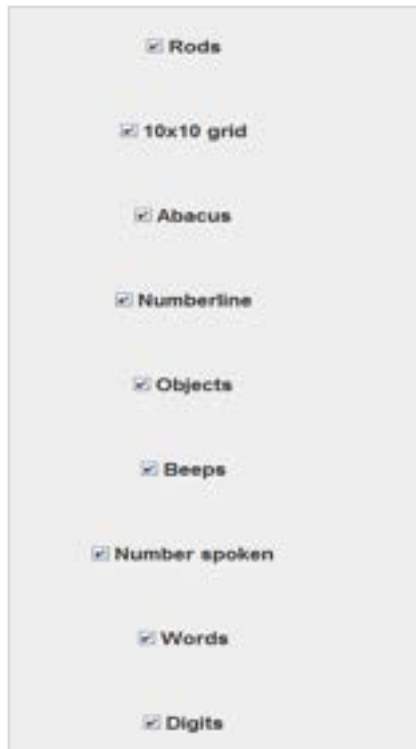 Rods
10x10 grid
Abacus
Numberline
Objects
Beeps
Number spoken
Words
Digits